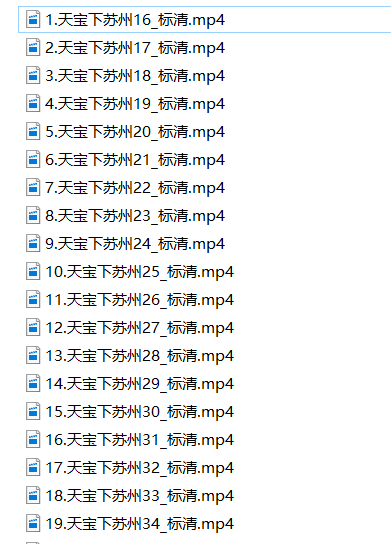 1.天宝下苏州16_标清.mp4
2.天宝下苏州17_标清.mp4
3.天宝下苏州18_标清.mp4
4.天宝下苏州19_标清.mp4
5.天宝下苏州20_标清.mp4
6.天宝下苏州21_标清.mp4
7.天宝下苏州22_标清.mp4
8.天宝下苏州23_标清.mp4
9.天宝下苏州24_标清.mp4
10.天宝下苏州25_标清.mp4
11.天宝下苏州26_标清.mp4
12.天宝下苏州27_标清.mp4
13.天宝下苏州28_标清.mp4
14.天宝下苏州29_标清.mp4
15.天宝下苏州30_标清.mp4
16.天宝下苏州31_标清.mp4
17.天宝下苏州32_标清.mp4
18.天宝下苏州33_标清.mp4
19.天宝下苏州34_标清.mp4